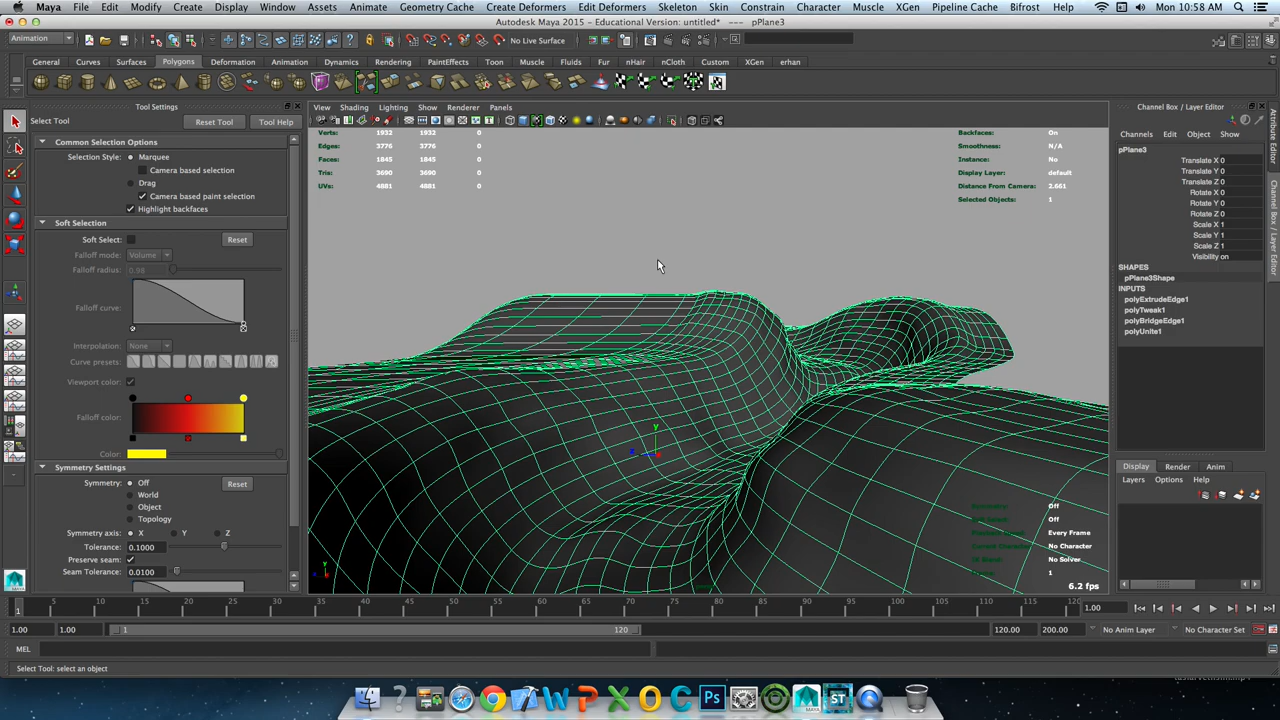 Maya File Edit Modify Create Display Window Assets Animate Geometry Cache Create Deformers Edit Deformers Skeleton Skin Constrain Character Muscle XGen Pipeline Cache Bifrost Mon 10:58 AM
Autodesk Maya 2015 - Educational Version: untitled* --- pPlane3
Animation No Live Surface
General Curves Surfaces Polygons Deformation Animation Dynamics Rendering PaintEffects Toon Muscle Fluids Fur nHair nCloth Custom XGen erhan
Tool Settings
Select Tool Reset Tool Tool Help
Common Selection Options
Selection Style: Marquee
Camera based selection
Drag
Camera based paint selection
Highlight backfaces
Soft Selection
Soft Select: Reset
Falloff mode: Volume
Falloff radius: 0.98
Falloff curve:
Interpolation: None
Curve presets:
Viewport color:
Falloff color:
Color:
Symmetry Settings
Symmetry: Off Reset
World
Object
Topology
Symmetry axis: X Y Z
Tolerance: 0.1000
Preserve seam:
Seam Tolerance: 0.0100
View Shading Lighting Show Renderer Panels
Verts: 1932 1932 0
Edges: 3776 3776 0
Faces: 1845 1845 0
Tris: 3690 3690 0
UVs: 4881 4881 0
Backfaces: On
Smoothness: N/A
Instance: No
Display Layer: default
Distance From Camera: 2.661
Selected Objects: 1
y
z
x
Off
Off
Every Frame
No Character
No Solver
1
6.2 fps
Channel Box / Layer Editor
Channels Edit Object Show
pPlane3
Translate X 0
Translate Y 0
Translate Z 0
Rotate X 0
Rotate Y 0
Rotate Z 0
Scale X 1
Scale Y 1
Scale Z 1
Visibility on
SHAPES
pPlane3Shape
INPUTS
polyExtrudeEdge1
polyTweak1
polyBridgeEdge1
polyUnite1
Attribute Editor
Channel Box / Layer Editor
Display Render Anim
Layers Options Help
1 5 10 15 20 25 30 35 40 45 50 55 60 65 70 75 80 85 90 95 100 105 110 115 120 1.00
1.00 1.00 1 120 120.00 200.00 No Anim Layer No Character Set
MEL
Select Tool: select an object